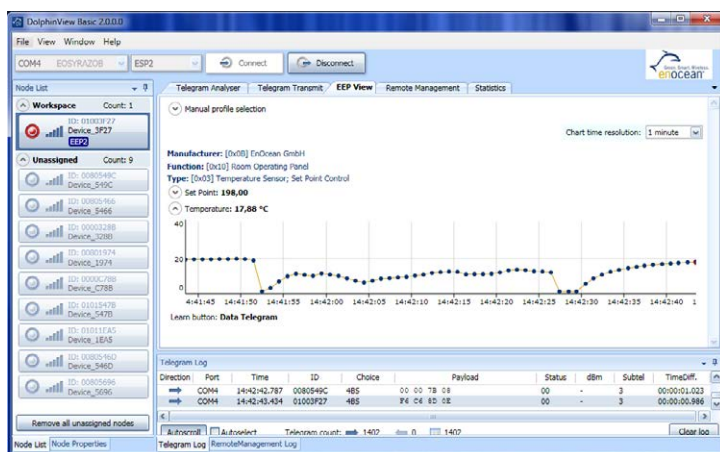 DolphinView Basic 2.0.0.0
File View Window Help
COM4 EOSYRAZOB ESP2 Connect Disconnect
Green. Smart. Wireless.
enocean
Node List
Workspace Count: 1
ID: 01003F27
Device_3F27
EEP2
Unassigned Count: 9
ID: 0080549C
Device_549C
ID: 00805466
Device_5466
ID: 0000328B
Device_328B
ID: 00801974
Device_1974
ID: 0000C78B
Device_C78B
ID: 0101547B
Device_547B
ID: 01011EA5
Device_1EA5
ID: 0080546D
Device_546D
ID: 00805696
Device_5696
Remove all unassigned nodes
Node List Node Properties
Telegram Analyser Telegram Transmit EEP View Remote Management Statistics
Manual profile selection
Chart time resolution: 1 minute
Manufacturer: [0x0B] EnOcean GmbH
Function: [0x10] Room Operating Panel
Type: [0x03] Temperature Sensor; Set Point Control
Set Point: 198,00
Temperature: 17,88 °C
40
20
0
4:41:45 14:41:50 14:41:55 14:42:00 14:42:05 14:42:10 14:42:15 14:42:20 14:42:25 14:42:30 14:42:35 14:42:40 1
Learn button: Data Telegram
Telegram Log
Direction Port Time ID Choice Payload Status dBm Subtel TimeDiff.
COM4 14:42:42.787 0080549C 4BS 00 00 7B 08 00 - 3 00:00:01.023
COM4 14:42:43.434 01003F27 4BS F6 C6 8D 0E 00 - 3 00:00:00.986
Autoscroll Autoselect Telegram count: 1402 0 1402 Clear log
Telegram Log RemoteManagement Log